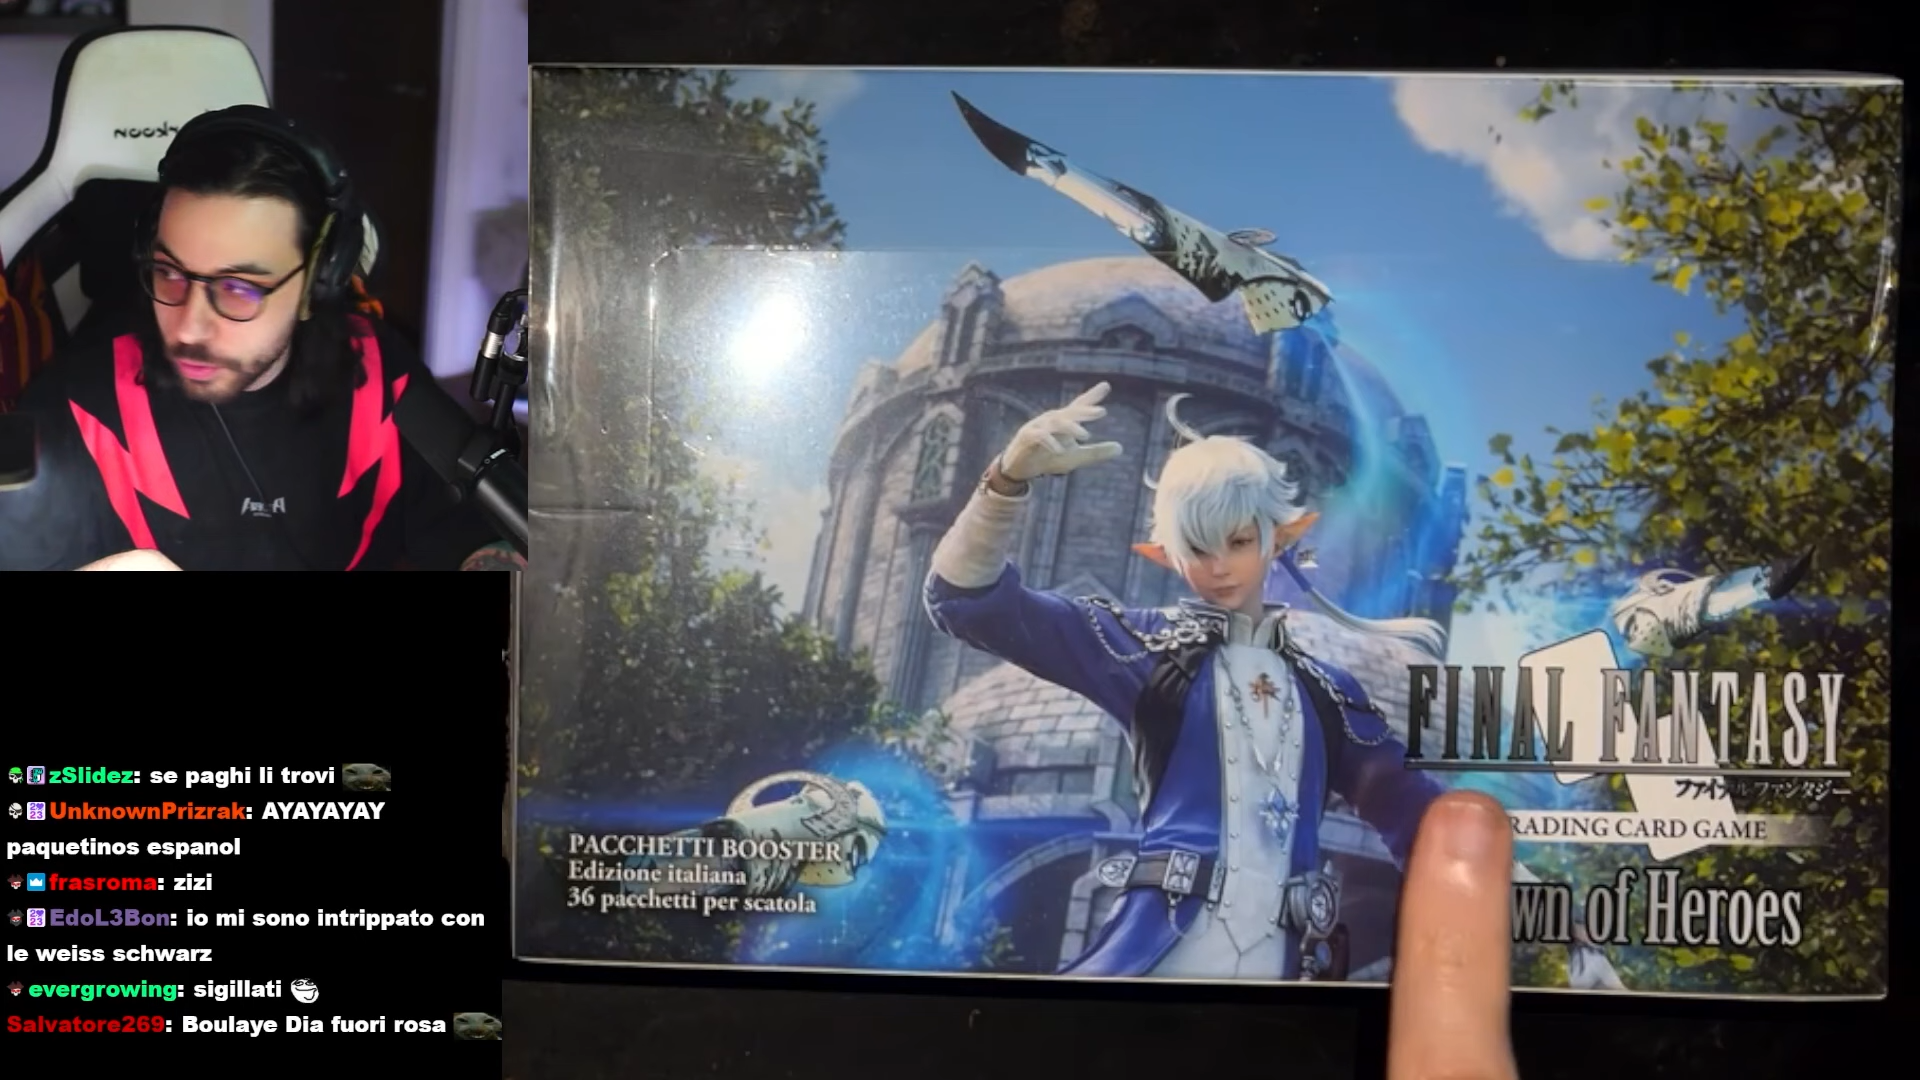 zSlidez: se paghi li trovi
UnknownPrizrak: AYAYAYAY
paquetinos espanol
frasroma: zizi
EdoL3Bon: io mi sono intrippato con
le weiss schwarz
evergrowing: sigillati
Salvatore269: Boulaye Dia fuori rosa
PACCHETTI BOOSTER
Edizione italiana
36 pacchetti per scatola
FINAL FANTASY
ファイナルファンタジー
RADING CARD GAME
wn of Heroes